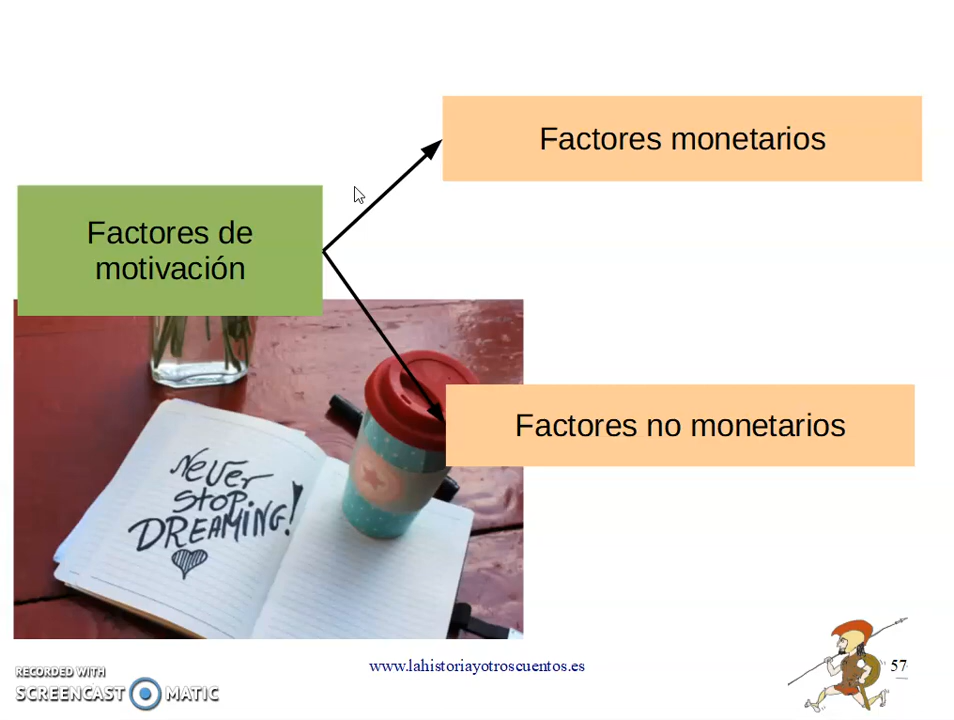 Factores monetarios
Factores de
motivación
Factores no monetarios
NEVER
STOP
DREAMING!
www.lahistoriayotroscuentos.es
57
RECORDED WITH
SCREENCAST MATIC